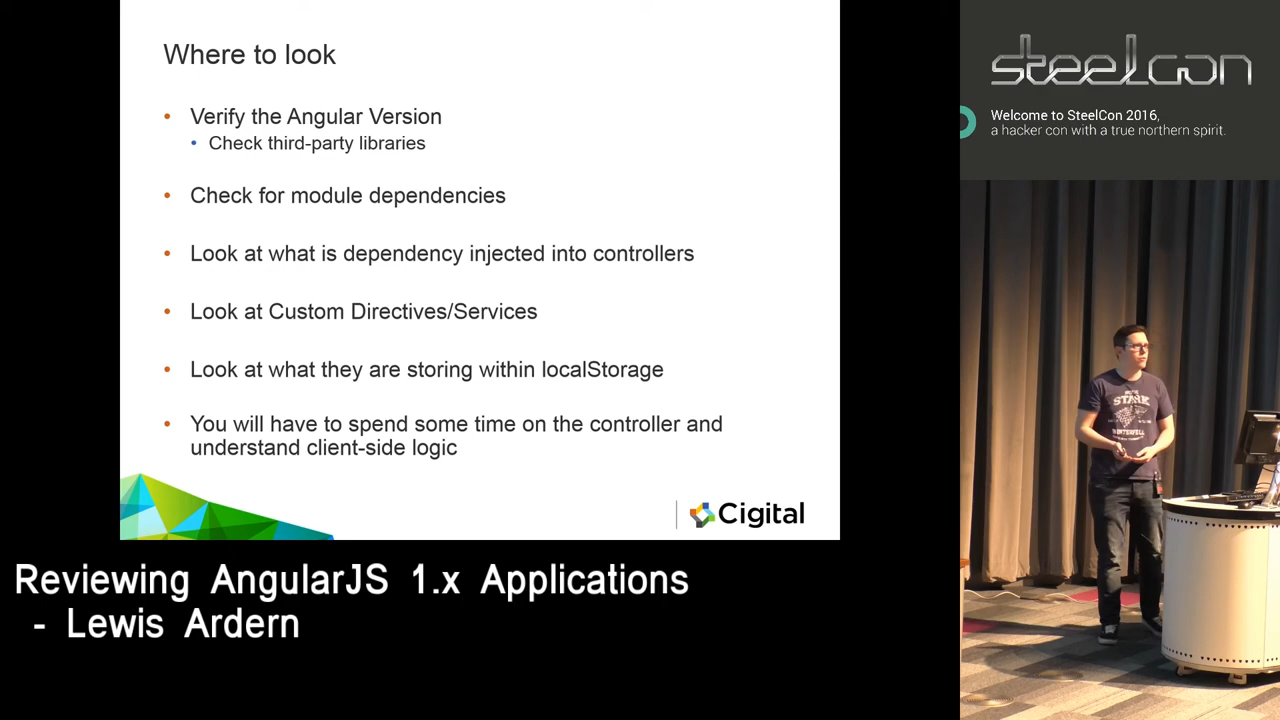 Where to look
• Verify the Angular Version
• Check third-party libraries
• Check for module dependencies
• Look at what is dependency injected into controllers
• Look at Custom Directives/Services
• Look at what they are storing within localStorage
• You will have to spend some time on the controller and
understand client-side logic
Cigital
steelcon
Welcome to SteelCon 2016,
a hacker con with a true northern spirit.
STARK
WINTERFELL
Reviewing AngularJS 1.x Applications
- Lewis Ardern